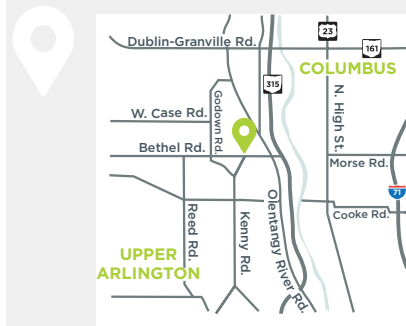 23
Dublin-Granville Rd.
161
COLUMBUS
315
N. High St.
Godown Rd.
W. Case Rd.
Bethel Rd.
Morse Rd.
71
Reed Rd.
Kenny Rd.
Olentangy River Rd.
Cooke Rd.
UPPER
ARLINGTON